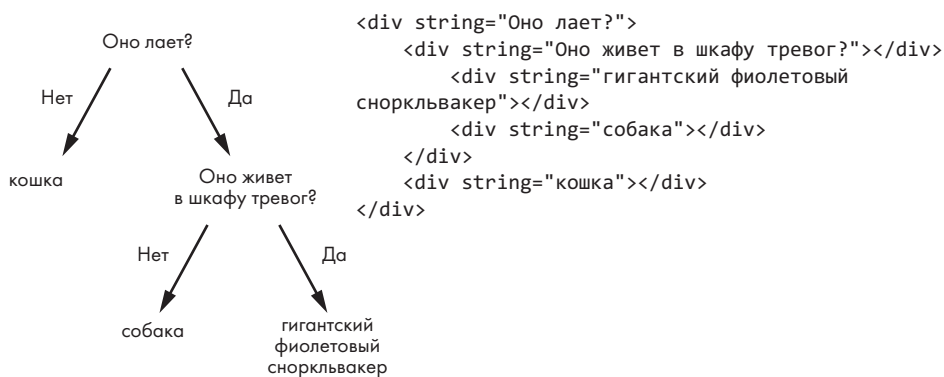 Оно лает?
Нет
Да
кошка
Оно живет
в шкафу тревог?
Нет
Да
собака
гигантский
фиолетовый
сноркльвакер
<div string="Оно лает?">
<div string="Оно живет в шкафу тревог?"></div>
<div string="гигантский фиолетовый
сноркльвакер"></div>
<div string="собака"></div>
</div>
<div string="кошка"></div>
</div>